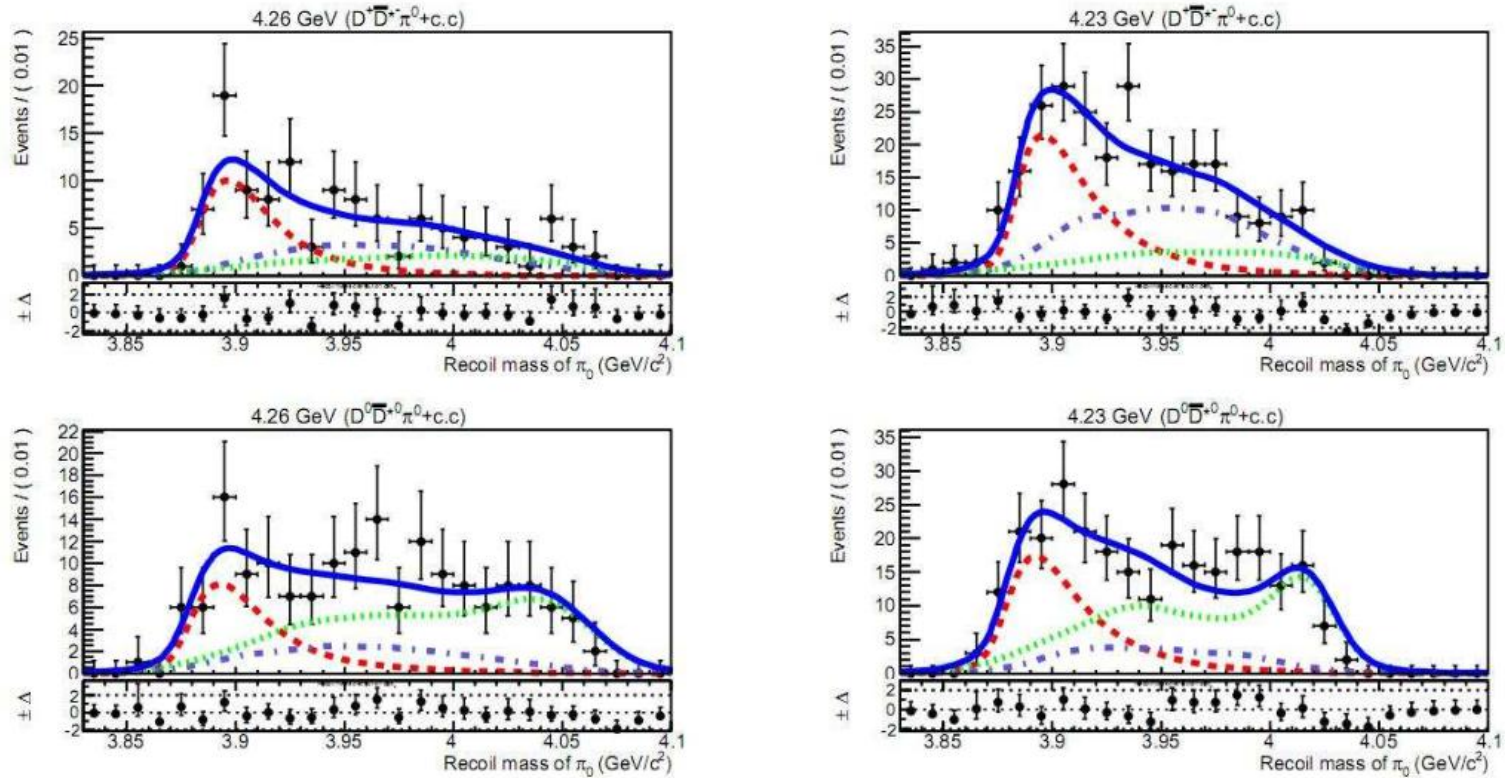 4.26 GeV (D⁺D̅*⁻π⁰+c.c)
Events / ( 0.01 )
25
20
15
10
5
0
± Δ
2
0
-2
3.85 3.9 3.95 4 4.05 4.1
Recoil mass of π₀ (GeV/c²)
4.23 GeV (D⁺D̅*⁻π⁰+c.c)
Events / ( 0.01 )
35
30
25
20
15
10
5
0
± Δ
2
0
-2
3.85 3.9 3.95 4 4.05 4.1
Recoil mass of π₀ (GeV/c²)
4.26 GeV (D⁰D̅*⁰π⁰+c.c)
Events / ( 0.01 )
22
20
18
16
14
12
10
8
6
4
2
0
± Δ
2
0
-2
3.85 3.9 3.95 4 4.05 4.1
Recoil mass of π₀ (GeV/c²)
4.23 GeV (D⁰D̅*⁰π⁰+c.c)
Events / ( 0.01 )
35
30
25
20
15
10
5
0
± Δ
2
0
-2
3.85 3.9 3.95 4 4.05 4.1
Recoil mass of π₀ (GeV/c²)